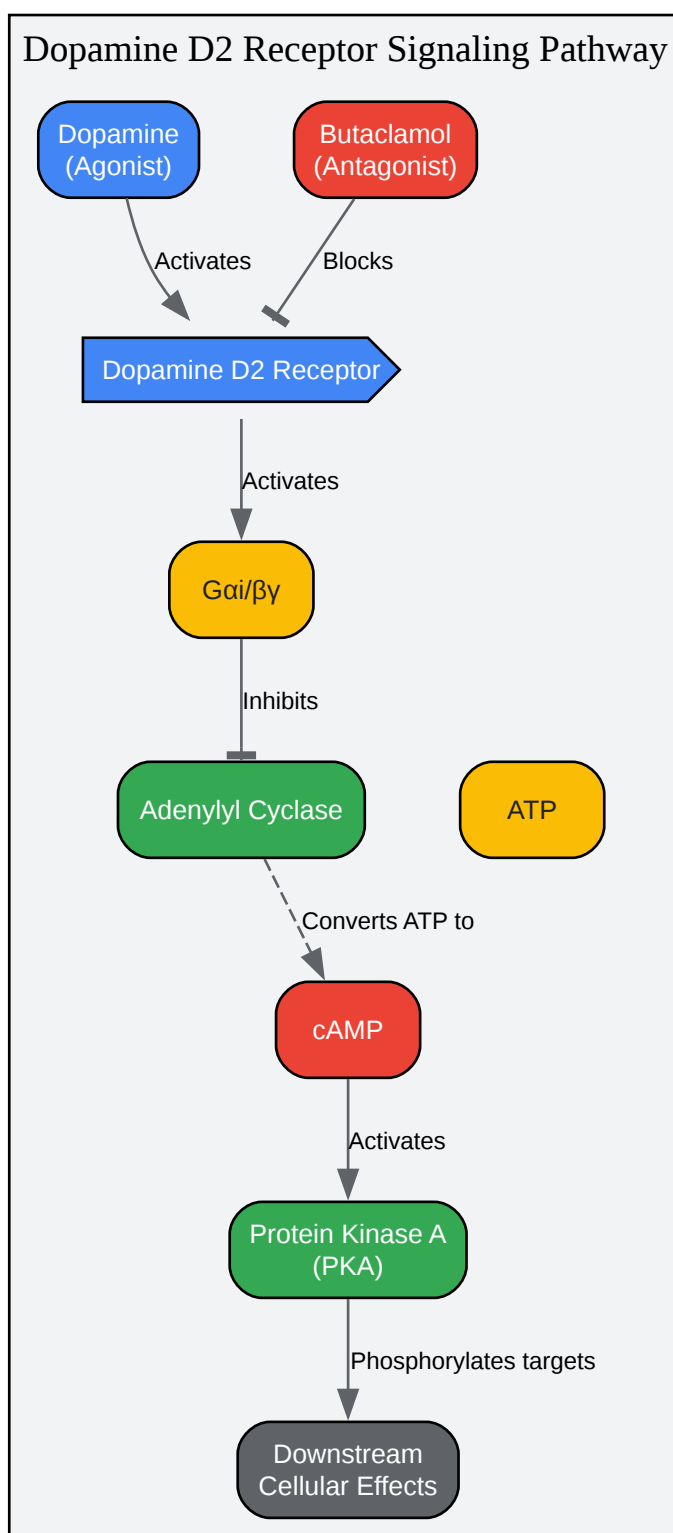 Dopamine D2 Receptor Signaling Pathway
Dopamine
(Agonist)
Butaclamol
(Antagonist)
Activates
Blocks
Dopamine D2 Receptor
Activates
Gαi/βγ
Inhibits
Adenylyl Cyclase
ATP
Converts ATP to
cAMP
Activates
Protein Kinase A
(PKA)
Phosphorylates targets
Downstream
Cellular Effects